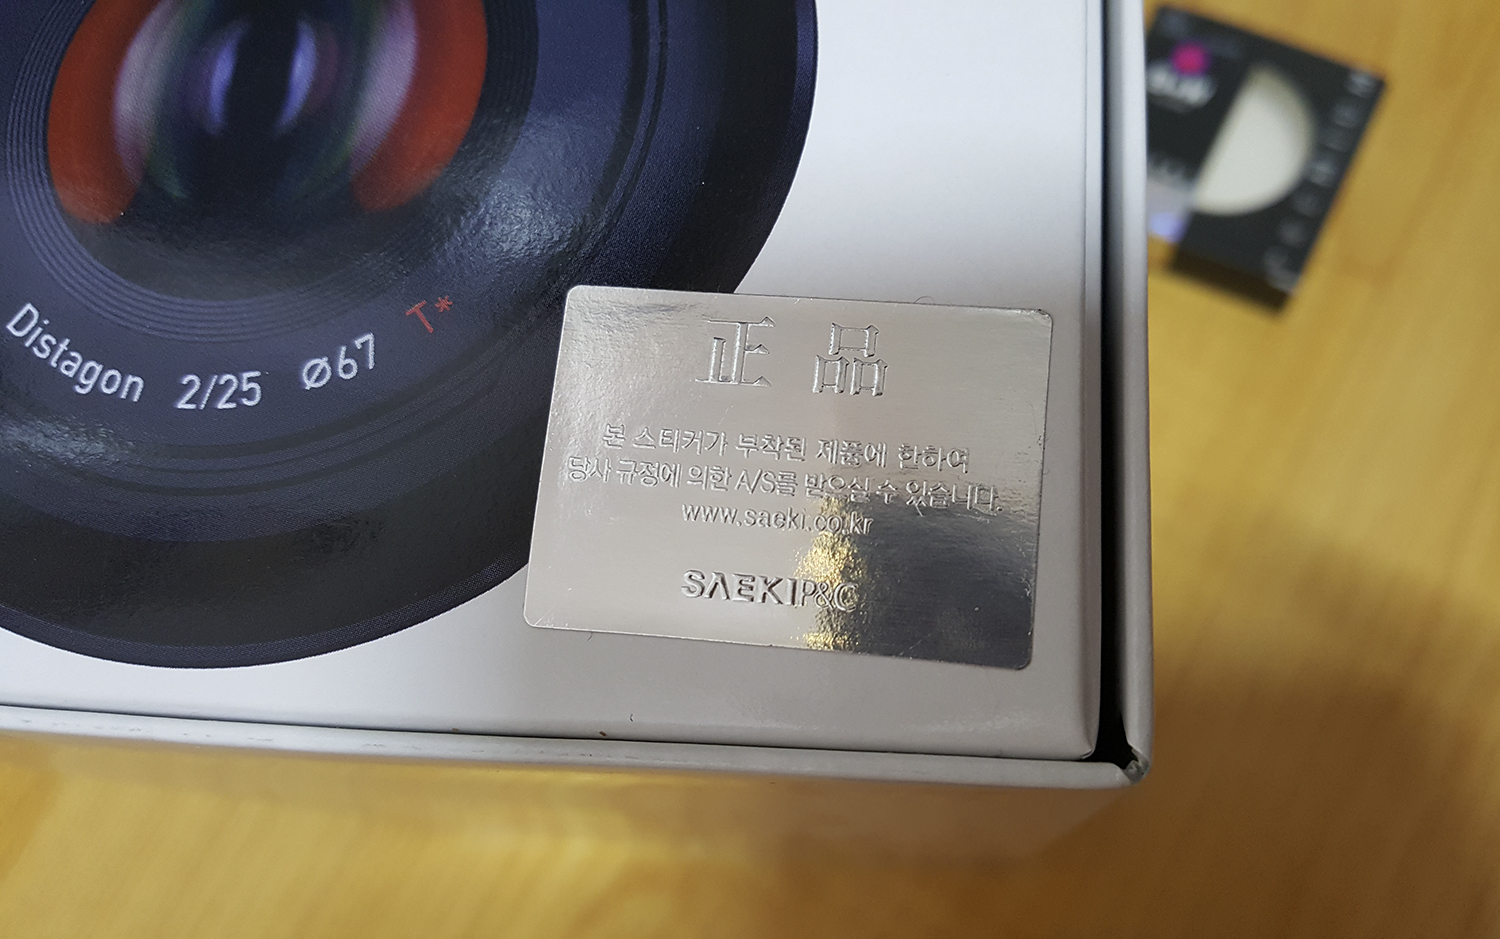 Distagon 2/25 ø67 T*
正品
본 스티커가 부착된 제품에 한하여
당사 규정에 의한 A/S를 받으실 수 있습니다.
www.saeki.co.kr
SAEKI P&C